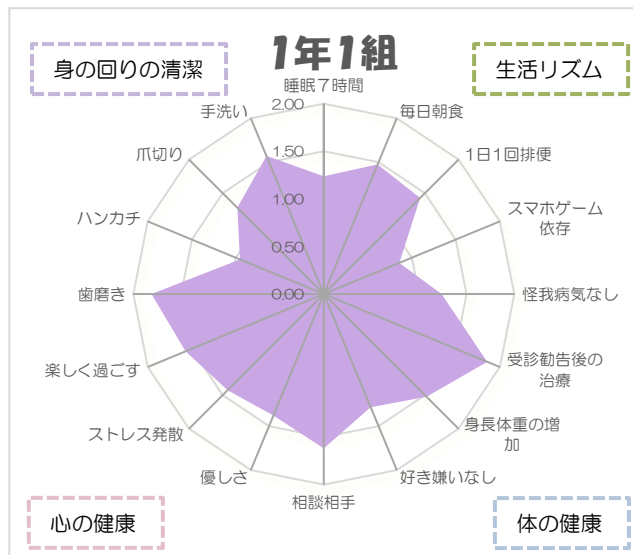 1年1組
身の回りの清潔
生活リズム
睡眠７時間
毎日朝食
1日1回排便
スマホゲーム
依存
怪我病気なし
受診勧告後の
治療
身長体重の増
加
好き嫌いなし
相談相手
優しさ
ストレス発散
楽しく過ごす
歯磨き
ハンカチ
爪切り
手洗い
2.00
1.50
1.00
0.50
0.00
心の健康
体の健康